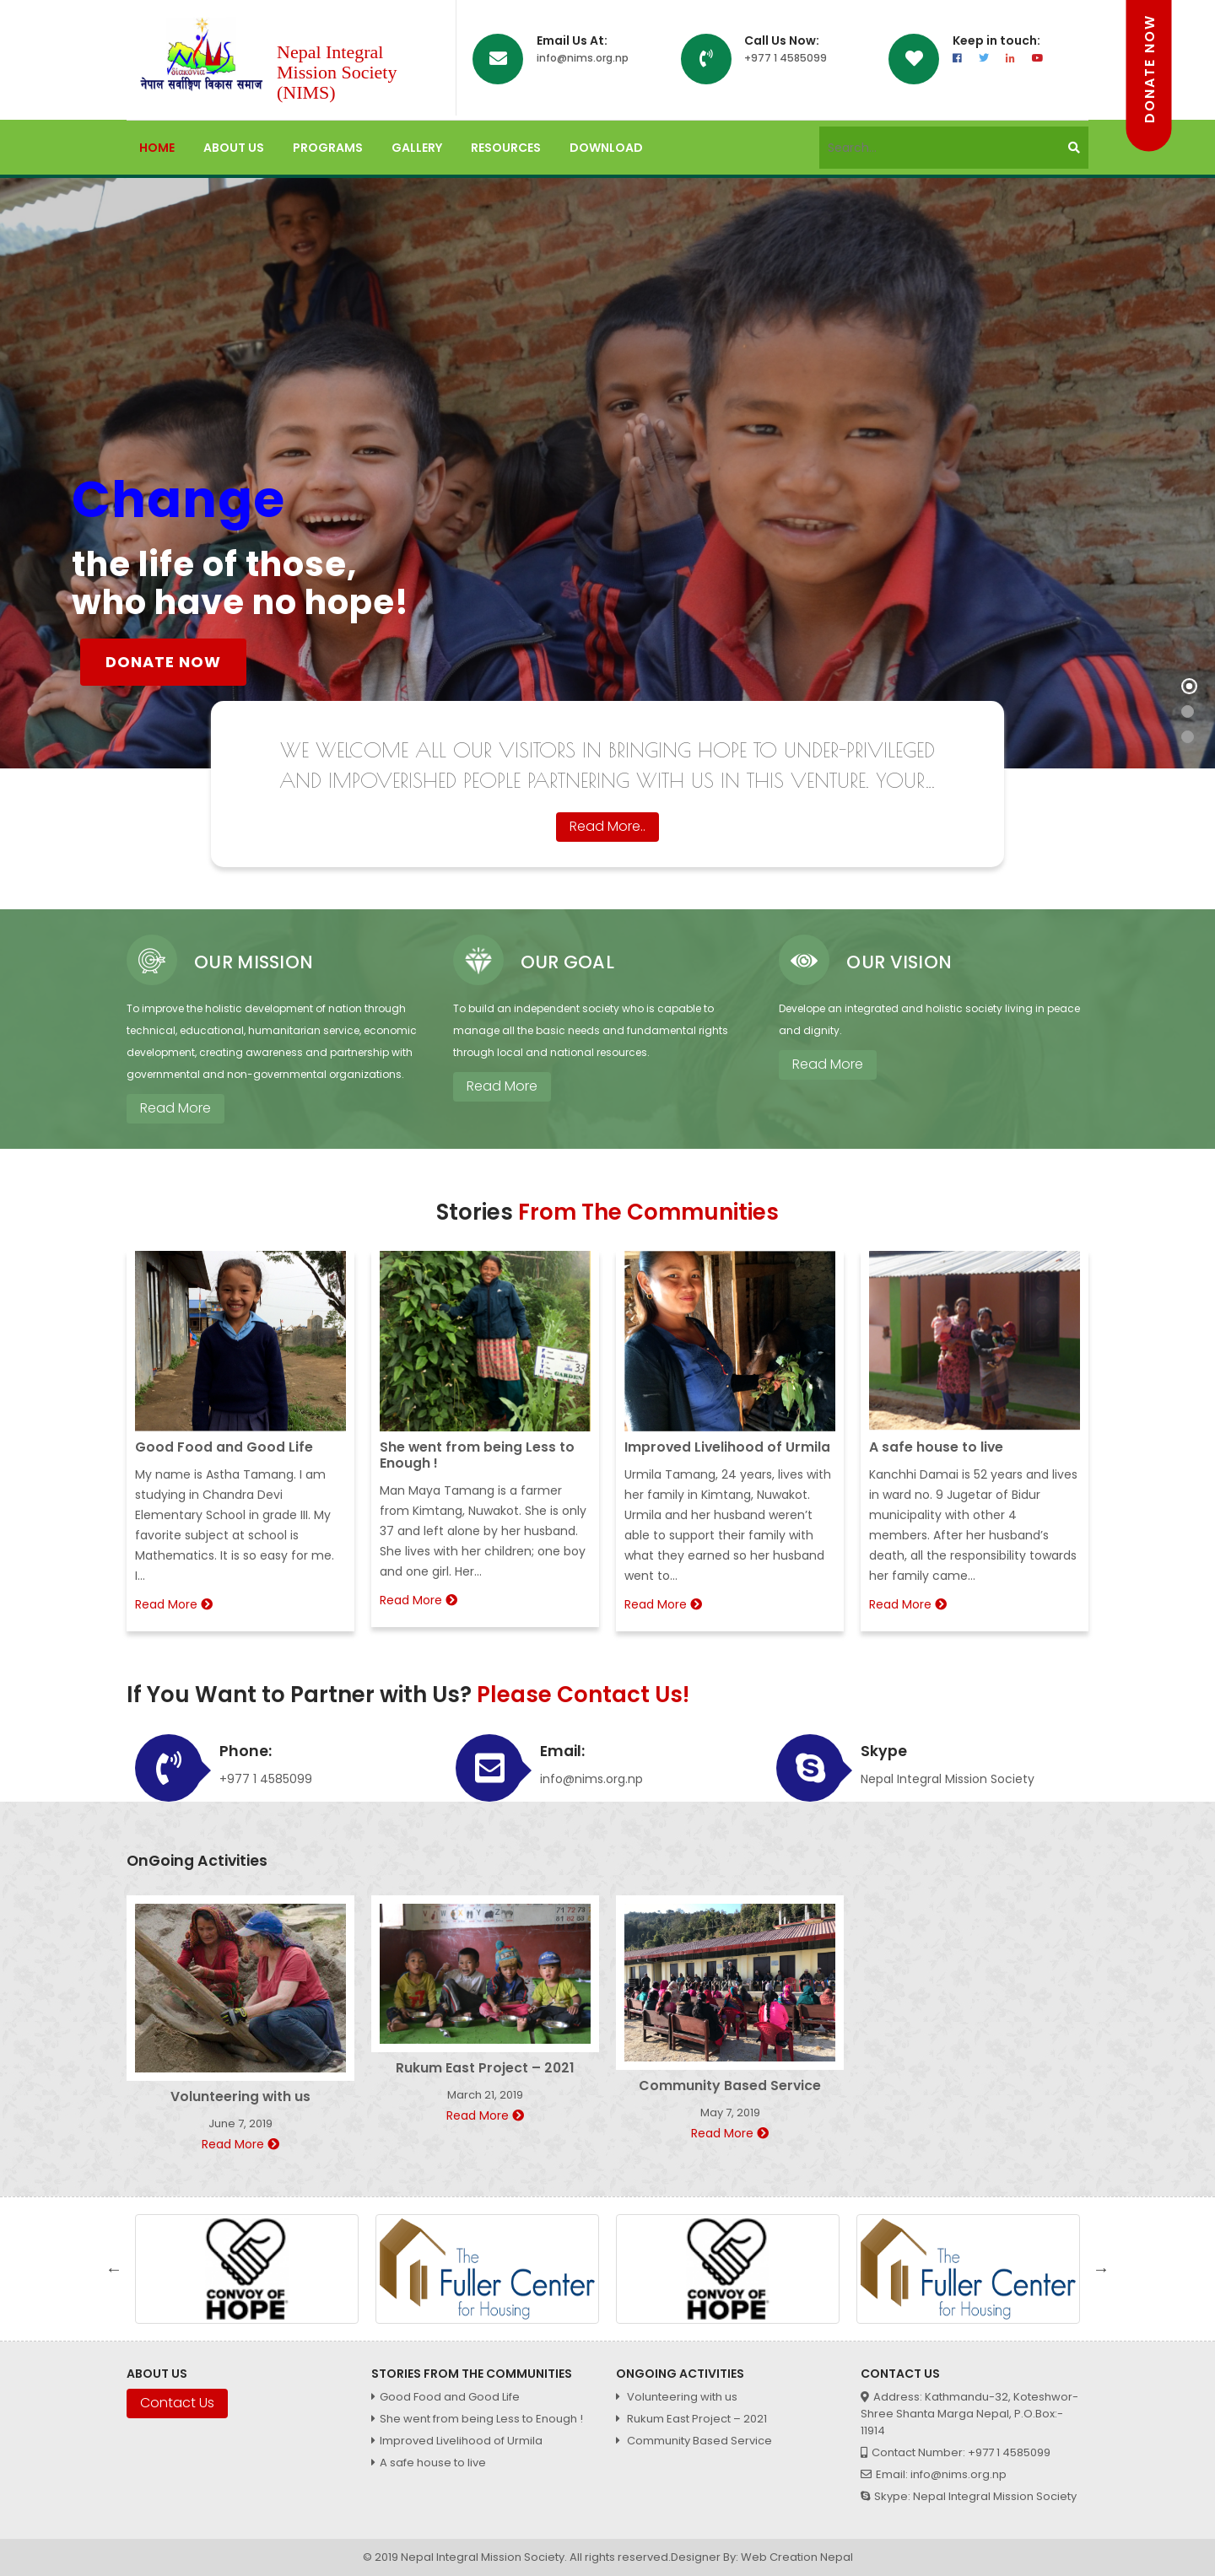 नेपाल सर्वाङ्गिण विकास समाज
Nepal Integral
Mission Society
(NIMS)
Email Us At:
info@nims.org.np
Call Us Now:
+977 1 4585099
Keep in touch:
DONATE NOW
HOME
ABOUT US
PROGRAMS
GALLERY
RESOURCES
DOWNLOAD
Search...
Change
the life of those,
who have no hope!
DONATE NOW
WE WELCOME ALL OUR VISITORS IN BRINGING HOPE TO UNDER-PRIVILEGED
AND IMPOVERISHED PEOPLE PARTNERING WITH US IN THIS VENTURE. YOUR...
Read More..
OUR MISSION
To improve the holistic development of nation through
technical, educational, humanitarian service, economic
development, creating awareness and partnership with
governmental and non-governmental organizations.
Read More
OUR GOAL
To build an independent society who is capable to
manage all the basic needs and fundamental rights
through local and national resources.
Read More
OUR VISION
Develope an integrated and holistic society living in peace
and dignity.
Read More
Stories From The Communities
Good Food and Good Life
My name is Astha Tamang. I am
studying in Chandra Devi
Elementary School in grade III. My
favorite subject at school is
Mathematics. It is so easy for me.
I...
Read More
33
GARDEN
She went from being Less to
Enough !
Man Maya Tamang is a farmer
from Kimtang, Nuwakot. She is only
37 and left alone by her husband.
She lives with her children; one boy
and one girl. Her...
Read More
Improved Livelihood of Urmila
Urmila Tamang, 24 years, lives with
her family in Kimtang, Nuwakot.
Urmila and her husband weren’t
able to support their family with
what they earned so her husband
went to...
Read More
A safe house to live
Kanchhi Damai is 52 years and lives
in ward no. 9 Jugetar of Bidur
municipality with other 4
members. After her husband’s
death, all the responsibility towards
her family came...
Read More
If You Want to Partner with Us? Please Contact Us!
Phone:
+977 1 4585099
Email:
info@nims.org.np
Skype
Nepal Integral Mission Society
OnGoing Activities
Volunteering with us
June 7, 2019
Read More
Rukum East Project – 2021
March 21, 2019
Read More
Community Based Service
May 7, 2019
Read More
←
CONVOY OF
HOPE
The
Fuller Center
for Housing
CONVOY OF
HOPE
The
Fuller Center
for Housing
→
ABOUT US
Contact Us
STORIES FROM THE COMMUNITIES
Good Food and Good Life
She went from being Less to Enough !
Improved Livelihood of Urmila
A safe house to live
ONGOING ACTIVITIES
Volunteering with us
Rukum East Project – 2021
Community Based Service
CONTACT US
Address: Kathmandu-32, Koteshwor-
Shree Shanta Marga Nepal, P.O.Box:-
11914
Contact Number: +977 1 4585099
Email: info@nims.org.np
Skype: Nepal Integral Mission Society
© 2019 Nepal Integral Mission Society. All rights reserved.Designer By: Web Creation Nepal